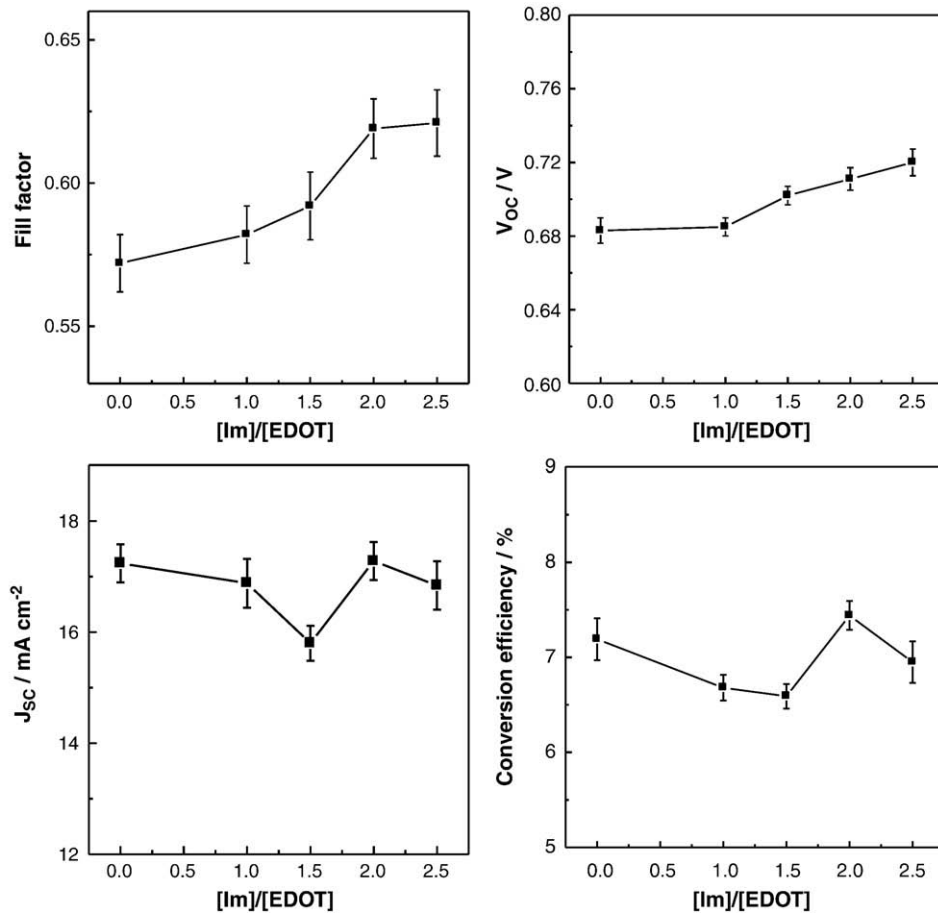 Fill factor
0.65
0.60
0.55
0.0 0.5 1.0 1.5 2.0 2.5
[Im]/[EDOT]
VOC / V
0.80
0.76
0.72
0.68
0.64
0.60
0.0 0.5 1.0 1.5 2.0 2.5
[Im]/[EDOT]
JSC / mA cm-2
18
16
14
12
0.0 0.5 1.0 1.5 2.0 2.5
[Im]/[EDOT]
Conversion efficiency / %
9
8
7
6
5
0.0 0.5 1.0 1.5 2.0 2.5
[Im]/[EDOT]